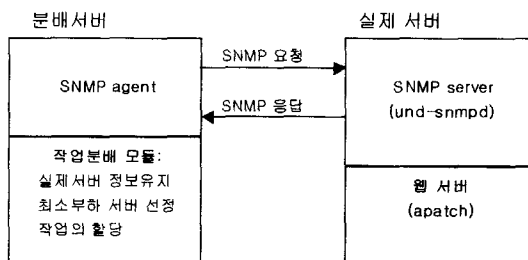 분배서버
실제 서버
SNMP agent
SNMP 요청
SNMP 응답
SNMP server
(und-snmpd)
작업분배 모듈:
실제서버 정보유지
최소부하 서버 선정
작업의 할당
웹 서버
(apatch)